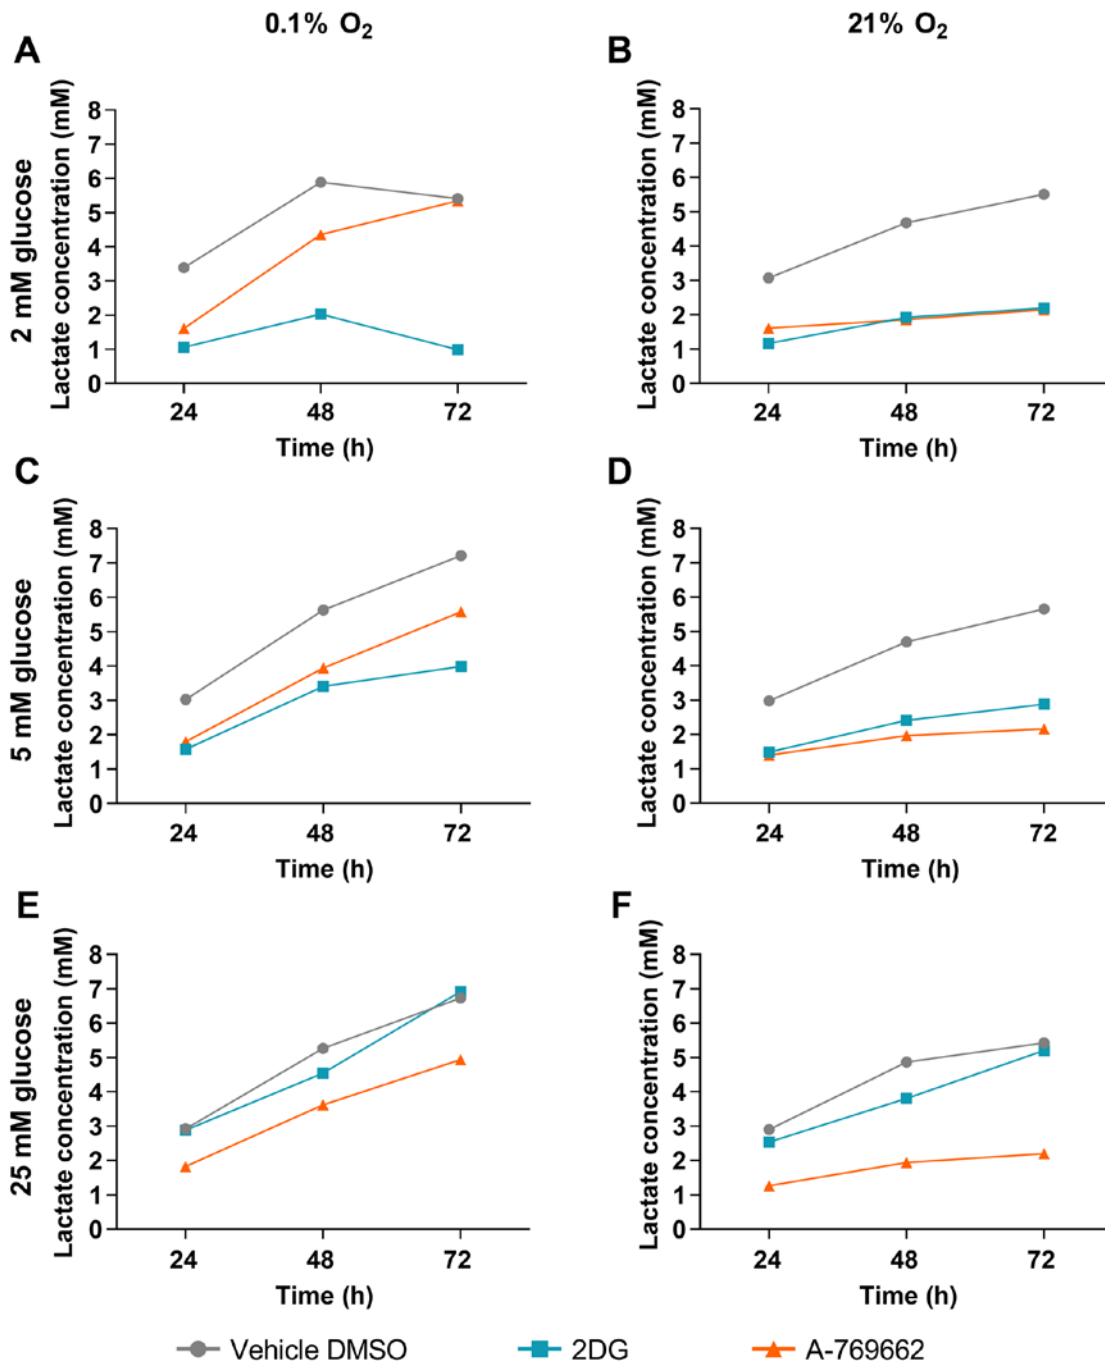 0.1% O2
21% O2
A
B
2 mM glucose
Lactate concentration (mM)
8
7
6
5
4
3
2
1
0
24 48 72
Time (h)
Lactate concentration (mM)
8
7
6
5
4
3
2
1
0
24 48 72
Time (h)
C
D
5 mM glucose
Lactate concentration (mM)
8
7
6
5
4
3
2
1
0
24 48 72
Time (h)
Lactate concentration (mM)
8
7
6
5
4
3
2
1
0
24 48 72
Time (h)
E
F
25 mM glucose
Lactate concentration (mM)
8
7
6
5
4
3
2
1
0
24 48 72
Time (h)
Lactate concentration (mM)
8
7
6
5
4
3
2
1
0
24 48 72
Time (h)
Vehicle DMSO 2DG A-769662